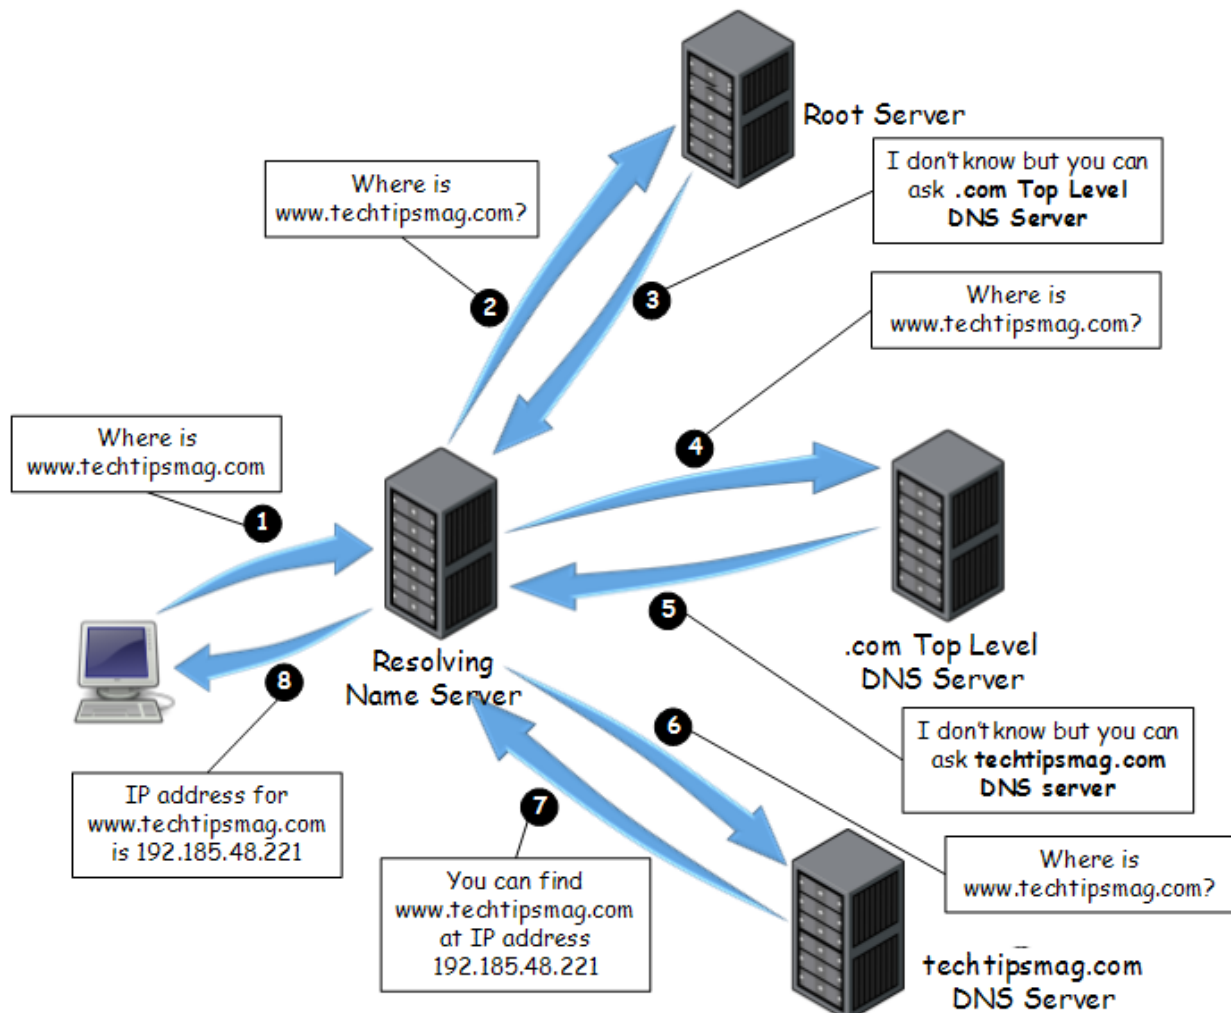 Root Server
Where is
www.techtipsmag.com?
2
I don't know but you can
ask .com Top Level
DNS Server
3
Where is
www.techtipsmag.com?
4
Where is
www.techtipsmag.com
1
Resolving
Name Server
.com Top Level
DNS Server
5
I don't know but you can
ask techtipsmag.com
DNS server
8
IP address for
www.techtipsmag.com
is 192.185.48.221
7
You can find
www.techtipsmag.com
at IP address
192.185.48.221
6
Where is
www.techtipsmag.com?
techtipsmag.com
DNS Server